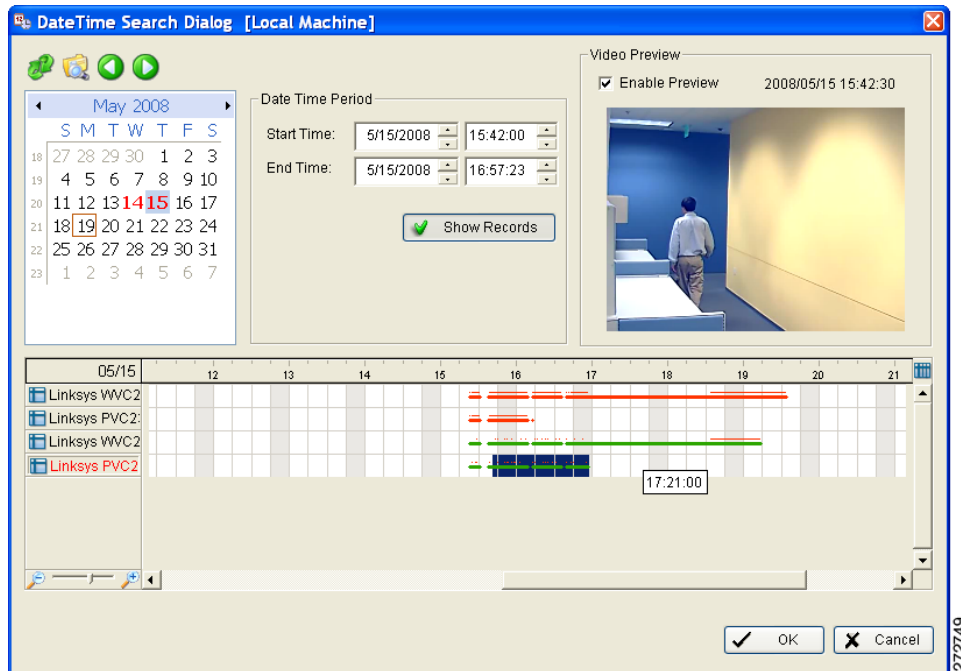 DateTime Search Dialog [Local Machine]
May 2008
S M T W T F S
18 27 28 29 30 1 2 3
19 4 5 6 7 8 9 10
20 11 12 13 14 15 16 17
21 18 19 20 21 22 23 24
22 25 26 27 28 29 30 31
23 1 2 3 4 5 6 7
Date Time Period
Start Time: 5/15/2008 15:42:00
End Time: 5/15/2008 16:57:23
Show Records
Video Preview
Enable Preview 2008/05/15 15:42:30
05/15 12 13 14 15 16 17 18 19 20 21
Linksys WVC2
Linksys PVC2:
Linksys WVC2
Linksys PVC2
17:21:00
OK Cancel
272749